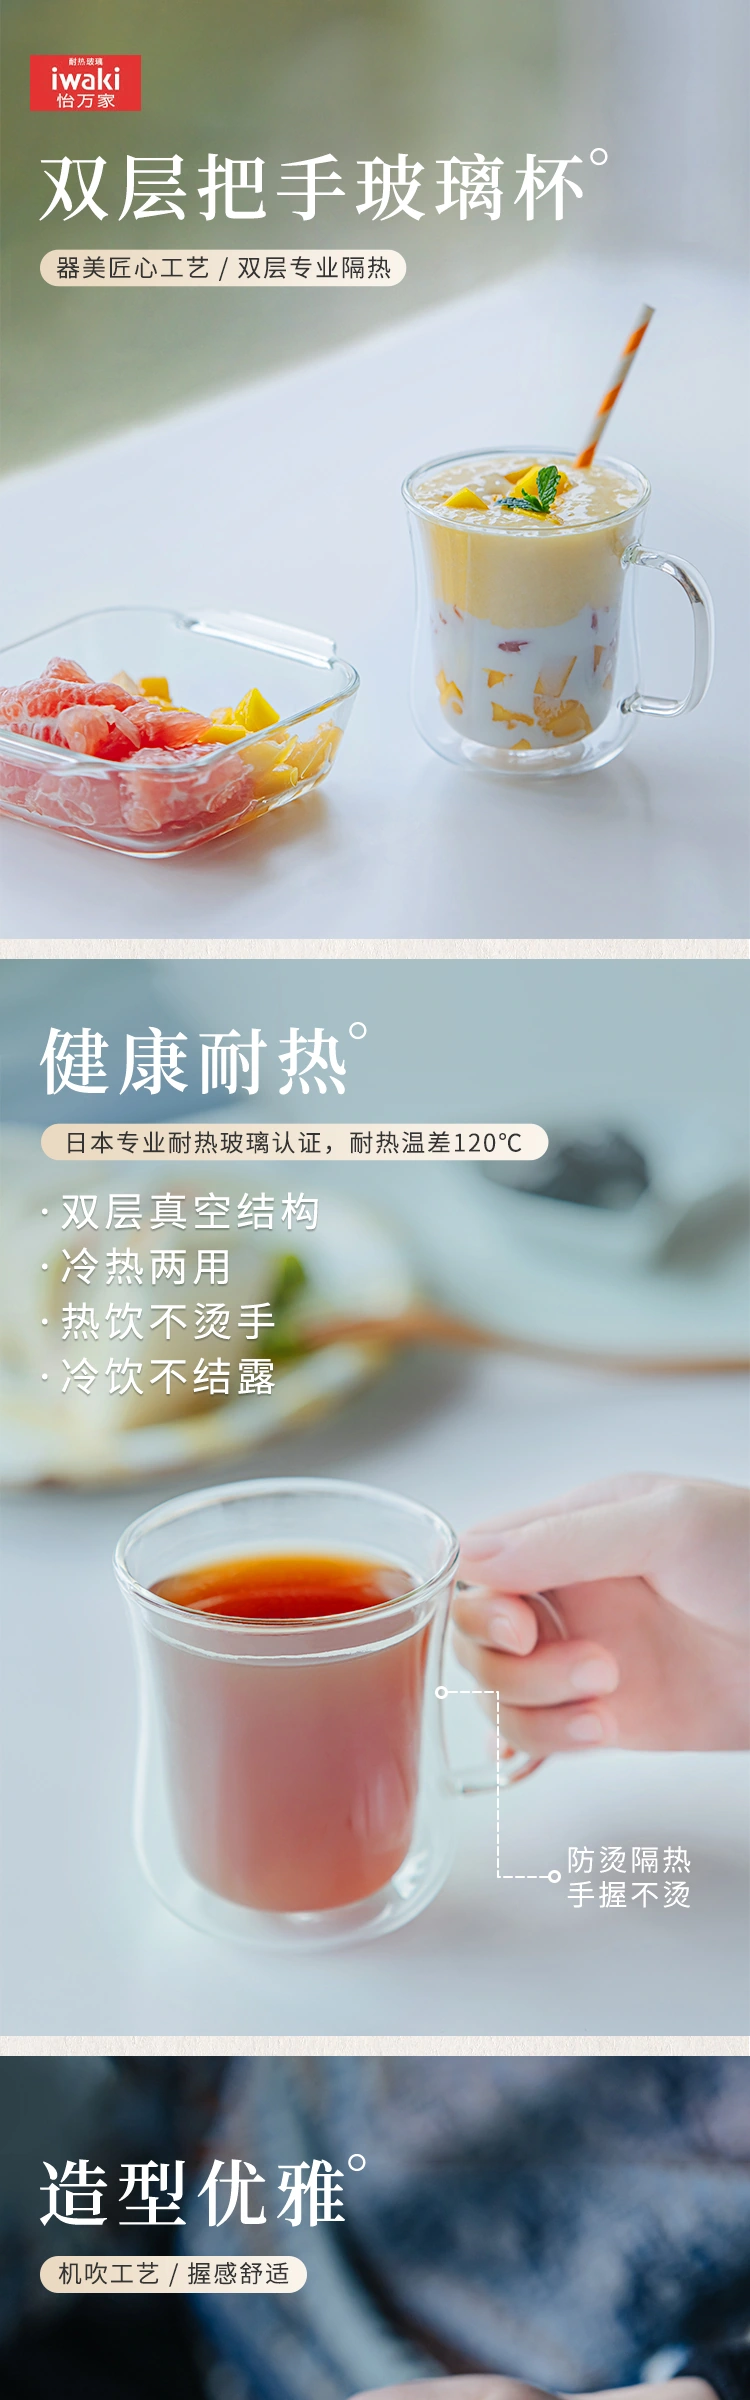 耐热玻璃
iwaki
怡万家
双层把手玻璃杯
器美匠心工艺 / 双层专业隔热
健康耐热
日本专业耐热玻璃认证，耐热温差120℃
· 双层真空结构
· 冷热两用
· 热饮不烫手
· 冷饮不结露
防烫隔热
手握不烫
造型优雅
机吹工艺 / 握感舒适